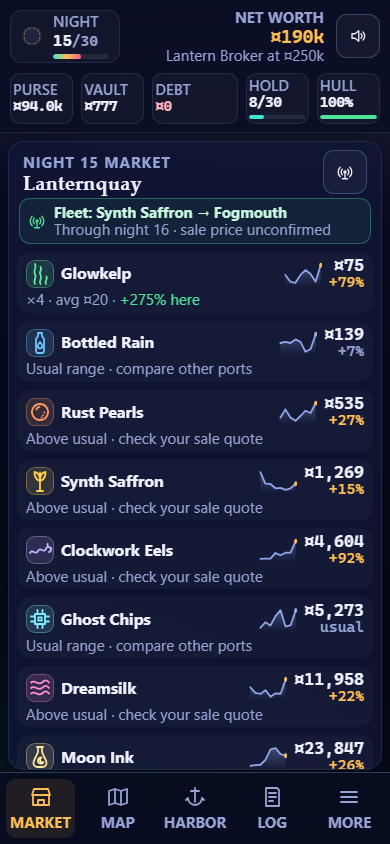 NIGHT
15/30
NET WORTH
¤190k
Lantern Broker at ¤250k
PURSE
¤94.0k
VAULT
¤777
DEBT
¤0
HOLD
8/30
HULL
100%
NIGHT 15 MARKET
Lanternquay
Fleet: Synth Saffron → Fogmouth
Through night 16 · sale price unconfirmed
Glowkelp
¤75
+79%
×4 · avg ¤20 · +275% here
Bottled Rain
¤139
+7%
Usual range · compare other ports
Rust Pearls
¤535
+27%
Above usual · check your sale quote
Synth Saffron
¤1,269
+15%
Above usual · check your sale quote
Clockwork Eels
¤4,604
+92%
Above usual · check your sale quote
Ghost Chips
¤5,273
usual
Usual range · compare other ports
Dreamsilk
¤11,958
+22%
Above usual · check your sale quote
Moon Ink
¤23,847
+26%
MARKET
MAP
HARBOR
LOG
MORE